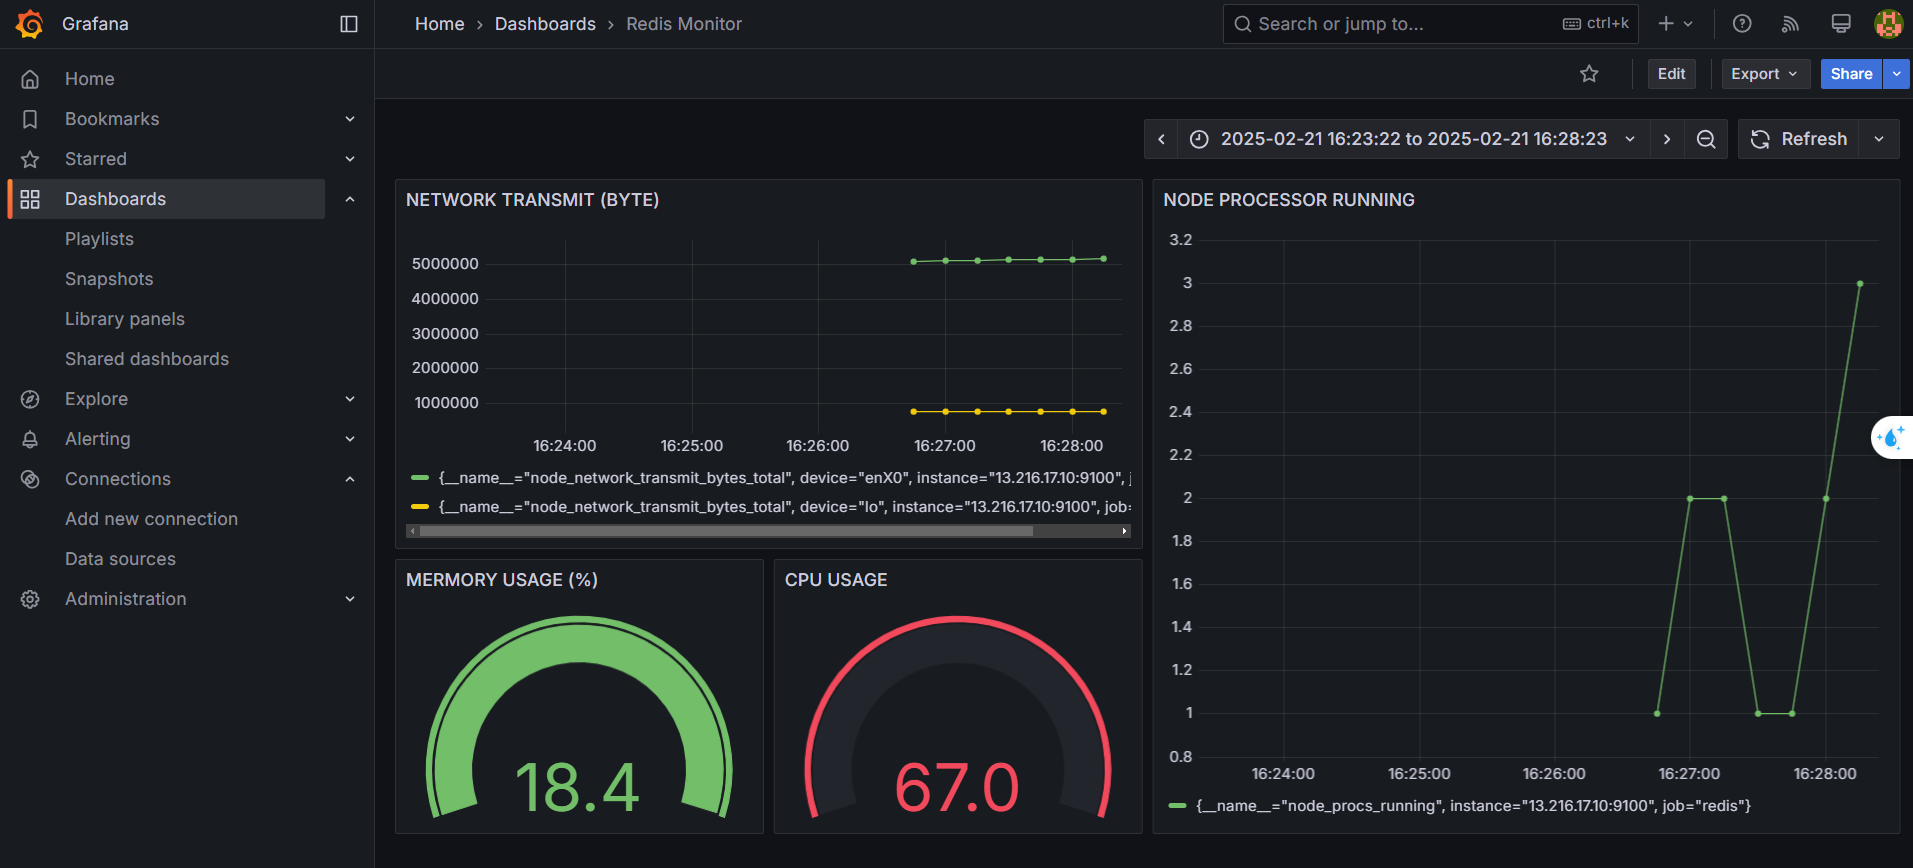 Grafana
Home › Dashboards › Redis Monitor
Search or jump to...
ctrl+k
Home
Bookmarks
Starred
Dashboards
Playlists
Snapshots
Library panels
Shared dashboards
Explore
Alerting
Connections
Add new connection
Data sources
Administration
Edit
Export
Share
2025-02-21 16:23:22 to 2025-02-21 16:28:23
Refresh
NETWORK TRANSMIT (BYTE)
5000000
4000000
3000000
2000000
1000000
16:24:00 16:25:00 16:26:00 16:27:00 16:28:00
{__name__="node_network_transmit_bytes_total", device="enX0", instance="13.216.17.10:9100",
{__name__="node_network_transmit_bytes_total", device="lo", instance="13.216.17.10:9100", job=
MERMORY USAGE (%)
18.4
CPU USAGE
67.0
NODE PROCESSOR RUNNING
3.2
3
2.8
2.6
2.4
2.2
2
1.8
1.6
1.4
1.2
1
0.8
16:24:00 16:25:00 16:26:00 16:27:00 16:28:00
{__name__="node_procs_running", instance="13.216.17.10:9100", job="redis"}